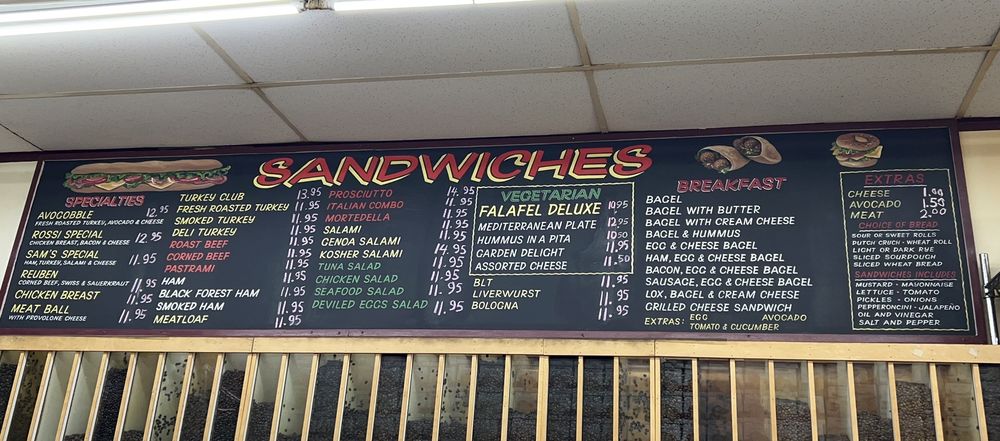 SANDWICHES
SPECIALTIES
AVOCOBBLE 12.95
FRESH ROASTED TURKEY, AVOCADO & CHEESE
ROSSI SPECIAL 12.95
CHICKEN BREAST, BACON & CHEESE
SAM'S SPECIAL 11.95
HAM, TURKEY, SALAMI & CHEESE
REUBEN 11.95
CORNED BEEF, SWISS & SAUERKRAUT
CHICKEN BREAST 11.95
MEAT BALL 11.95
WITH PROVOLONE CHEESE
TURKEY CLUB 13.95
FRESH ROASTED TURKEY 11.95
SMOKED TURKEY 11.95
DELI TURKEY 11.95
ROAST BEEF 11.95
CORNED BEEF 11.95
PASTRAMI 11.95
HAM 11.95
BLACK FOREST HAM 11.95
SMOKED HAM 11.95
MEATLOAF 11.95
PROSCIUTTO 14.95
ITALIAN COMBO 11.95
MORTEDELLA 11.95
SALAMI 11.95
GENOA SALAMI 11.95
KOSHER SALAMI 14.95
TUNA SALAD 11.95
CHICKEN SALAD 11.95
SEAFOOD SALAD 11.95
DEVILED EGGS SALAD 11.95
VEGETARIAN
FALAFEL DELUXE
MEDITERRANEAN PLATE 12.95
HUMMUS IN A PITA 10.50
GARDEN DELIGHT 11.95
ASSORTED CHEESE 11.50
BLT 11.95
LIVERWURST 11.95
BOLOGNA 11.95
BREAKFAST
BAGEL
BAGEL WITH BUTTER
BAGEL WITH CREAM CHEESE
BAGEL & HUMMUS
EGG & CHEESE BAGEL
HAM, EGG & CHEESE BAGEL
BACON, EGG & CHEESE BAGEL
SAUSAGE, EGG & CHEESE BAGEL
LOX, BAGEL & CREAM CHEESE
GRILLED CHEESE SANDWICH
EXTRAS: EGG AVOCADO
TOMATO & CUCUMBER
EXTRAS
CHEESE
AVOCADO 1.50
MEAT 2.00
CHOICE OF BREAD
SOUR OR SWEET ROLLS
DUTCH CRUCH - WHEAT ROLL
LIGHT OR DARK RYE
SLICED SOURDOUGH
SLICED WHEAT BREAD
SANDWICHES INCLUDES
MUSTARD - MAYONNAISE
LETTUCE - TOMATO
PICKLES - ONIONS
PEPPERONCINI - JALAPEÑO
OIL AND VINEGAR
SALT AND PEPPER